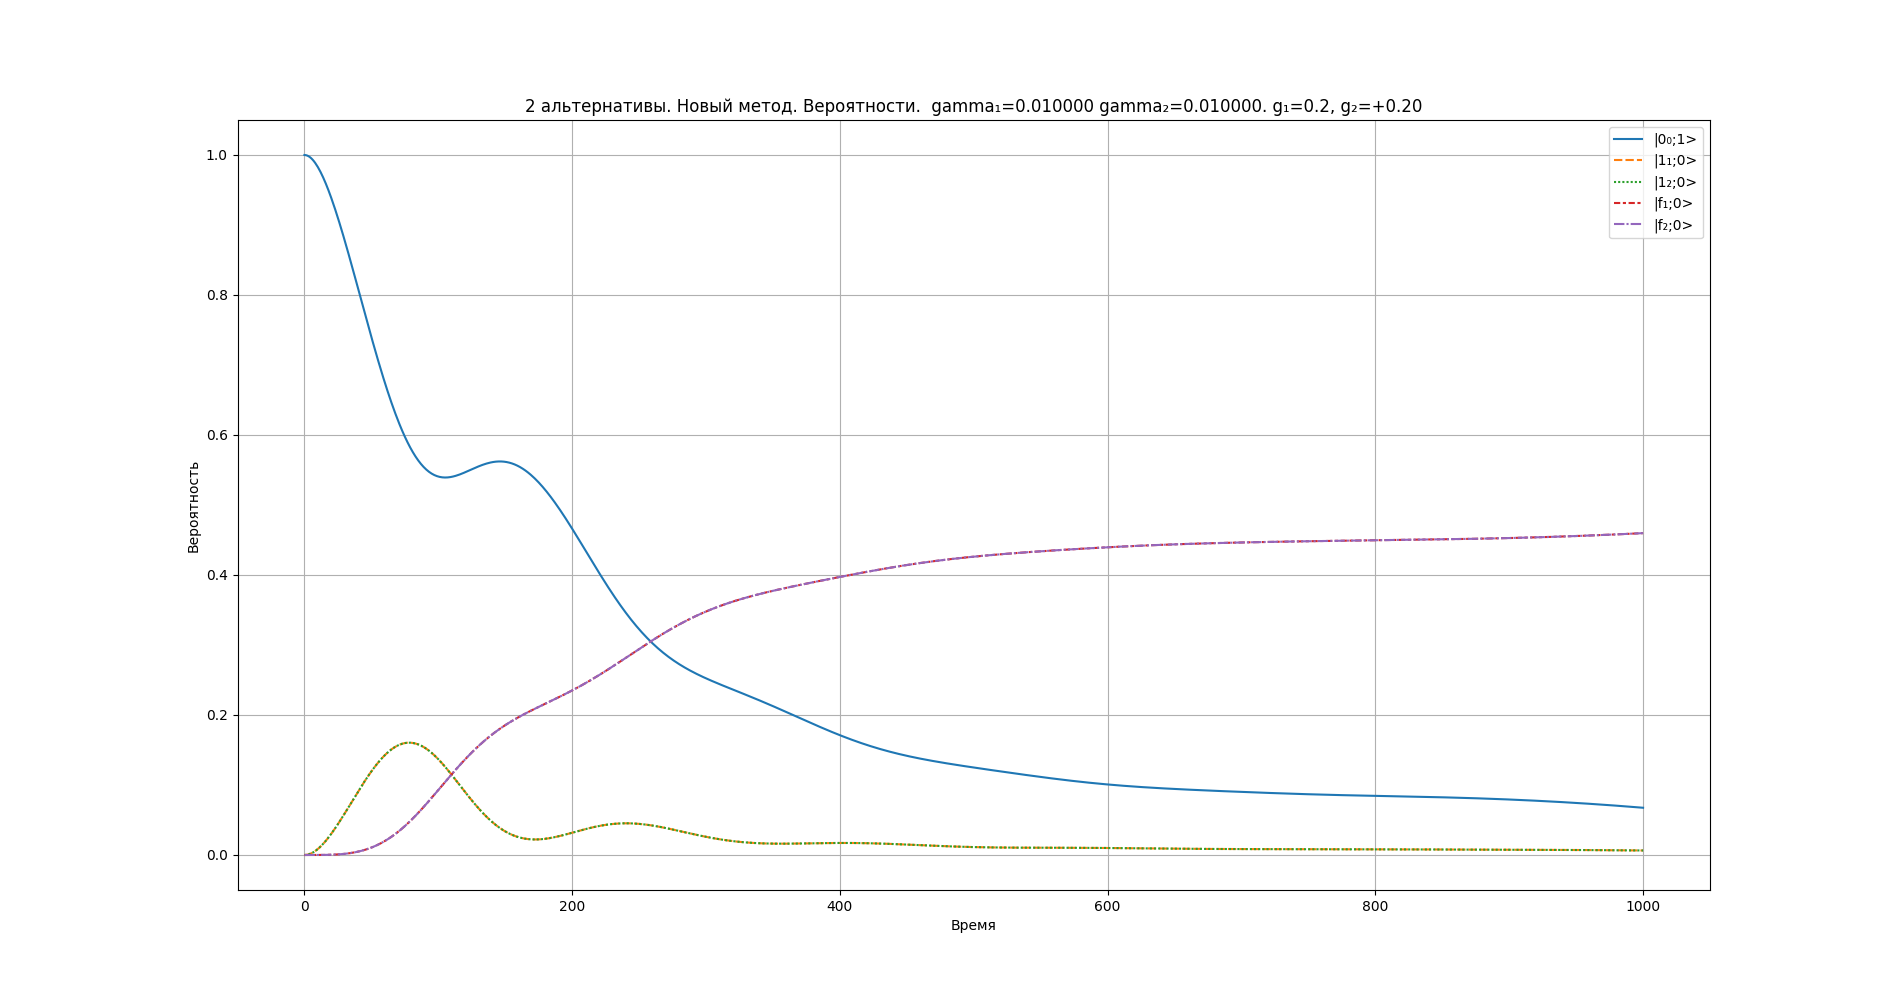 2 альтернативы. Новый метод. Вероятности.  gamma₁=0.010000 gamma₂=0.010000. g₁=0.2, g₂=+0.20
|0₀;1>
|1₁;0>
|1₂;0>
|f₁;0>
|f₂;0>
1.0
0.8
0.6
0.4
0.2
0.0
Вероятность
0 200 400 600 800 1000
Время